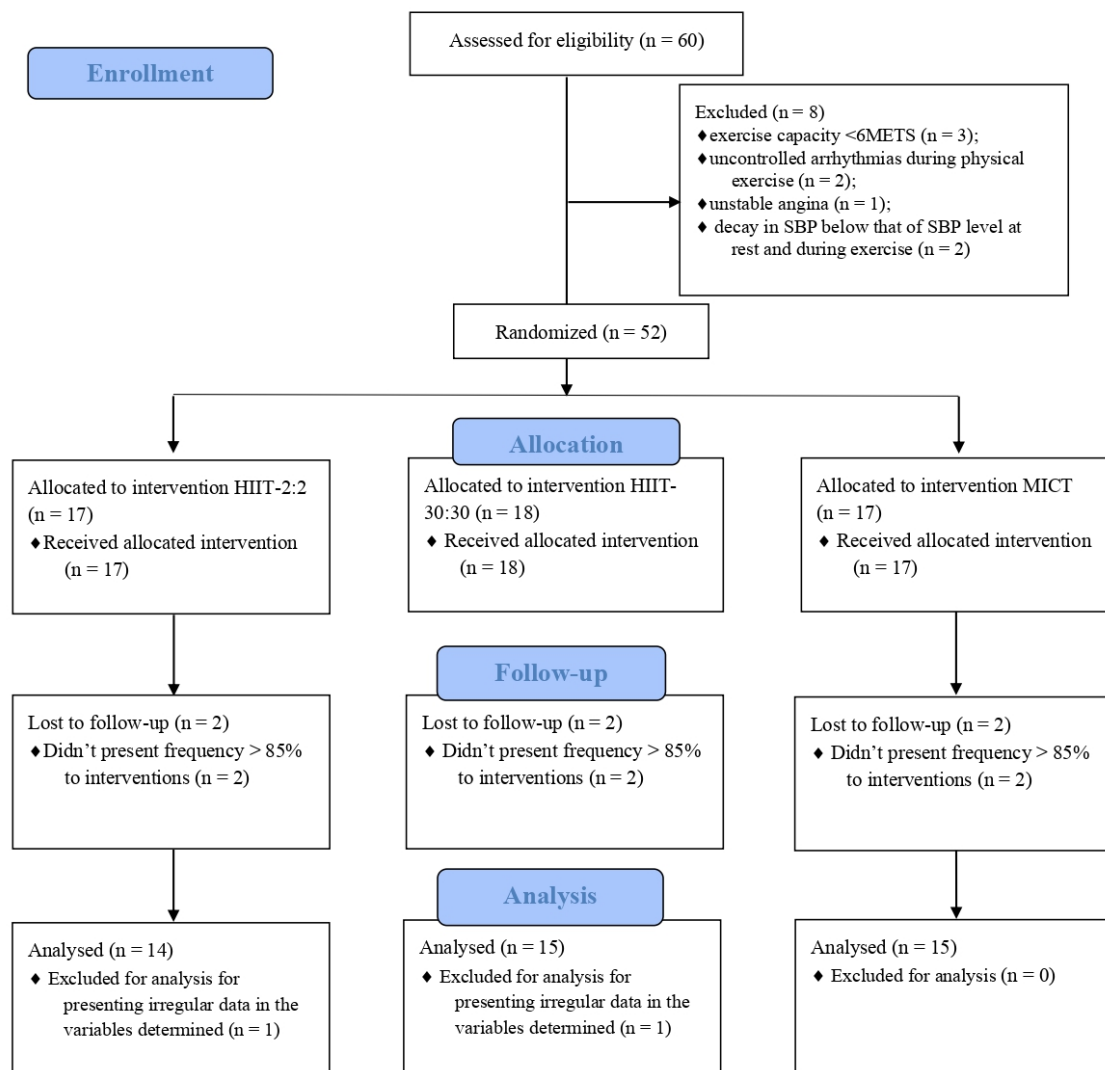 Assessed for eligibility (n = 60)
Enrollment
Excluded (n = 8)
♦exercise capacity <6METS (n = 3);
♦uncontrolled arrhythmias during physical
exercise (n = 2);
♦unstable angina (n = 1);
♦ decay in SBP below that of SBP level at
rest and during exercise (n = 2)
Randomized (n = 52)
Allocation
Allocated to intervention HIIT-2:2
(n = 17)
♦Received allocated intervention
(n = 17)
Allocated to intervention HIIT-
30:30 (n = 18)
♦ Received allocated intervention
(n = 18)
Allocated to intervention MICT
(n = 17)
♦ Received allocated intervention
(n = 17)
Follow-up
Lost to follow-up (n = 2)
♦Didn’t present frequency > 85%
to interventions (n = 2)
Lost to follow-up (n = 2)
♦ Didn’t present frequency > 85%
to interventions (n = 2)
Lost to follow-up (n = 2)
♦ Didn’t present frequency > 85%
to interventions (n = 2)
Analysis
Analysed (n = 14)
♦ Excluded for analysis for
presenting irregular data in the
variables determined (n = 1)
Analysed (n = 15)
♦ Excluded for analysis for
presenting irregular data in the
variables determined (n = 1)
Analysed (n = 15)
♦ Excluded for analysis (n = 0)